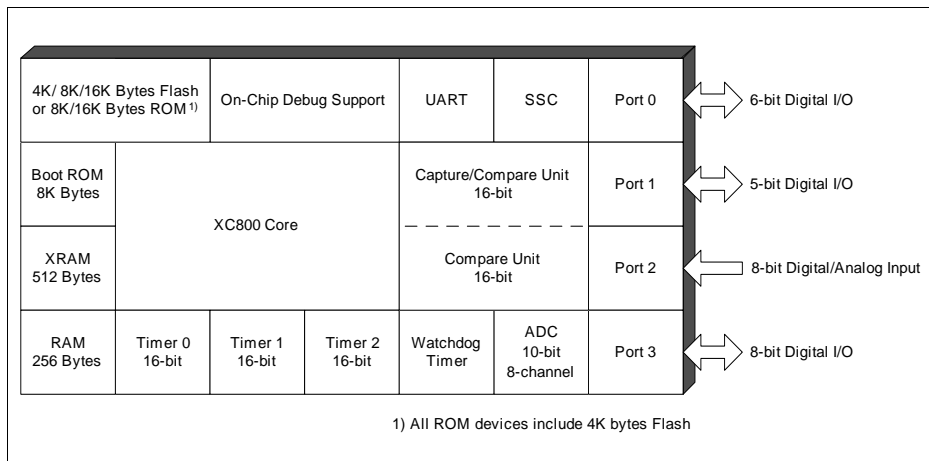 4K/ 8K/16K Bytes Flash
or 8K/16K Bytes ROM1)
On-Chip Debug Support
UART
SSC
Port 0
6-bit Digital I/O
Boot ROM
8K Bytes
XC800 Core
Capture/Compare Unit
16-bit
Port 1
5-bit Digital I/O
XRAM
512 Bytes
Compare Unit
16-bit
Port 2
8-bit Digital/Analog Input
RAM
256 Bytes
Timer 0
16-bit
Timer 1
16-bit
Timer 2
16-bit
Watchdog
Timer
ADC
10-bit
8-channel
Port 3
8-bit Digital I/O
1) All ROM devices include 4K bytes Flash